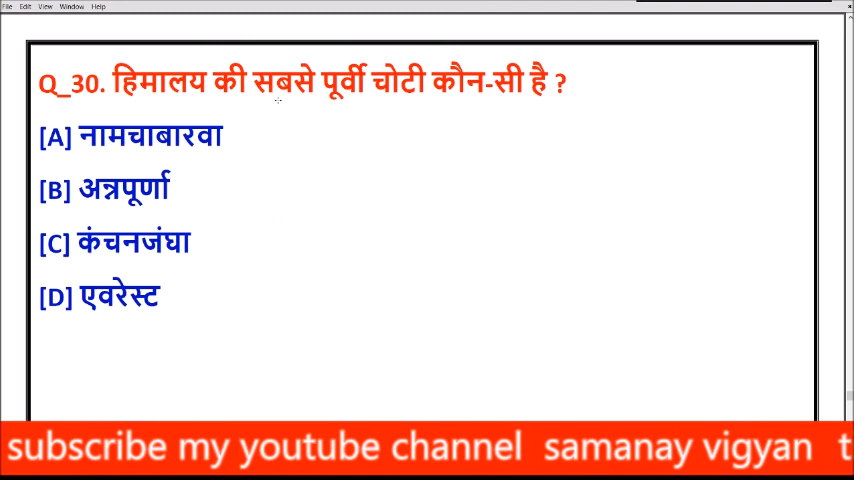 File Edit View Window Help
Q_30. हिमालय की सबसे पूर्वी चोटी कौन-सी है ?
[A] नामचाबारवा
[B] अन्नपूर्णा
[C] कंचनजंघा
[D] एवरेस्ट
subscribe my youtube channel samanay vigyan t